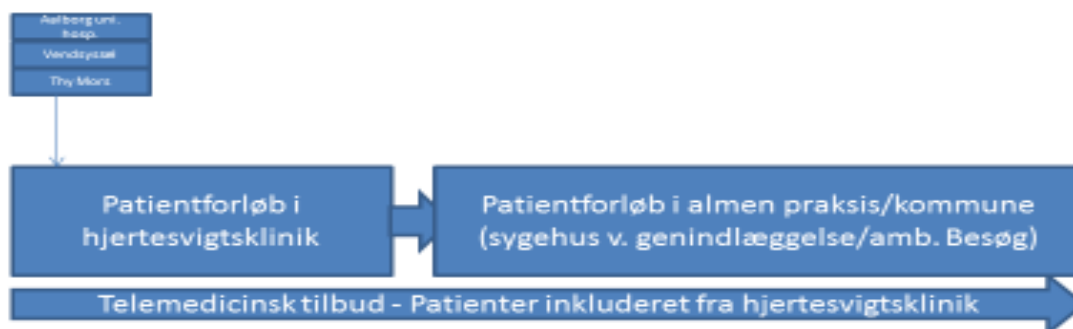 Aalborg uni.
hosp.
Vendsyssel
Thy Mors
Patientforløb i
hjertesvigtsklinik
Patientforløb i almen praksis/kommune
(sygehus v. genindlæggelse/amb. Besøg)
Telemedicinsk tilbud - Patienter inkluderet fra hjertesvigtsklinik